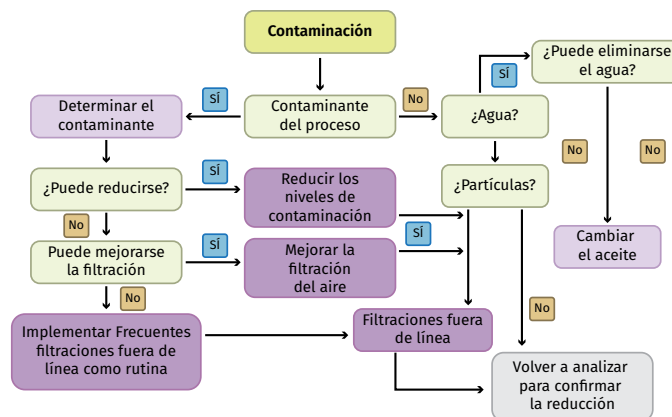 Contaminación
¿Puede eliminarse
el agua?
SÍ
Determinar el
contaminante
SÍ
Contaminante
del proceso
No
¿Agua?
No
No
¿Puede reducirse?
SÍ
Reducir los
niveles de
contaminación
¿Partículas?
No
Puede mejorarse
la filtración
SÍ
Mejorar la
filtración
del aire
SÍ
Cambiar
el aceite
No
Implementar Frecuentes
filtraciones fuera de
línea como rutina
Filtraciones fuera
de línea
No
Volver a analizar
para confirmar
la reducción